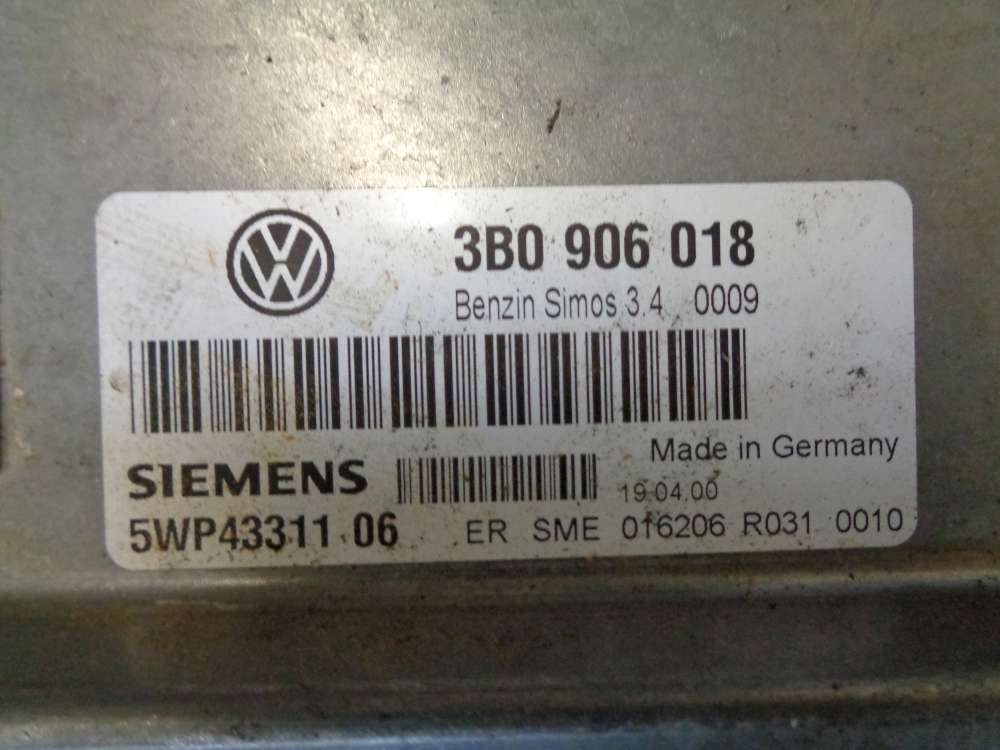 3B0 906 018
Benzin Simos 3.4 0009
Made in Germany
SIEMENS 19.04.00
5WP43311 06 ER SME 016206 R031 0010